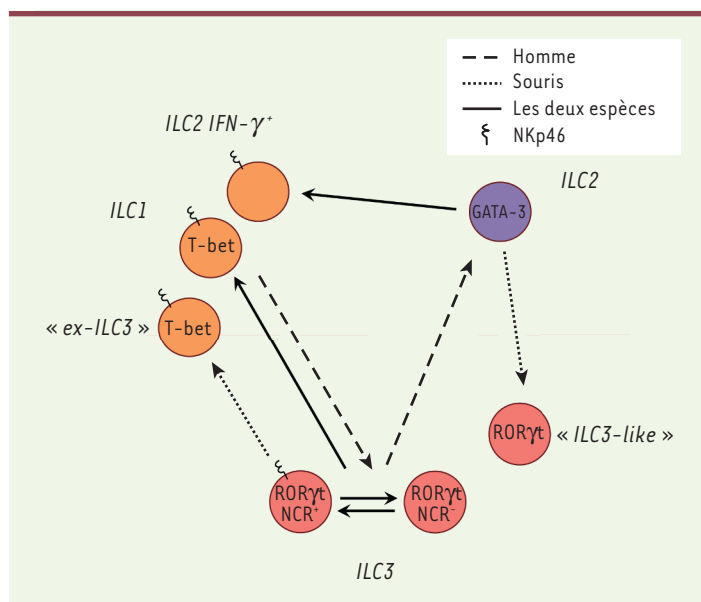 Homme
Souris
Les deux espèces
NKp46
ILC2 IFN-γ⁺
ILC2
GATA-3
ILC1
T-bet
« ex-ILC3 »
T-bet
RORγt
« ILC3-like »
RORγt
NCR⁺
RORγt
NCR⁻
ILC3